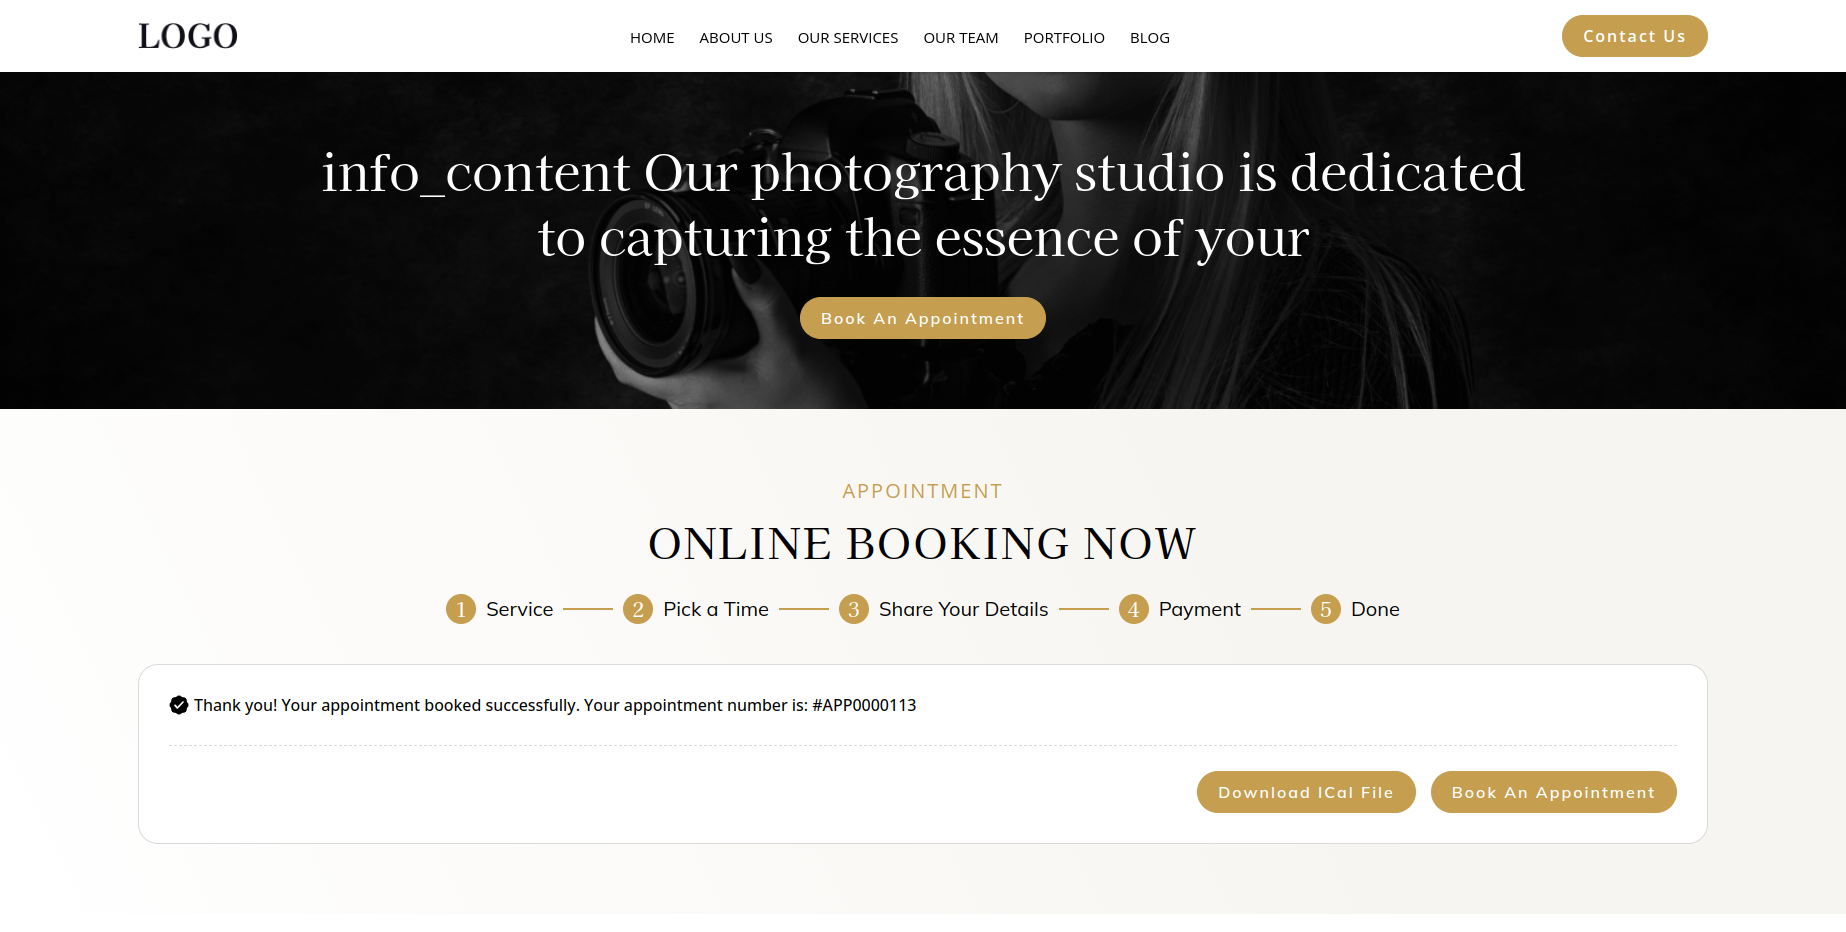 LOGO
HOME ABOUT US OUR SERVICES OUR TEAM PORTFOLIO BLOG
Contact Us
info_content Our photography studio is dedicated
to capturing the essence of your
Book An Appointment
APPOINTMENT
ONLINE BOOKING NOW
1 Service 2 Pick a Time 3 Share Your Details 4 Payment 5 Done
Thank you! Your appointment booked successfully. Your appointment number is: #APP0000113
Download ICal File Book An Appointment